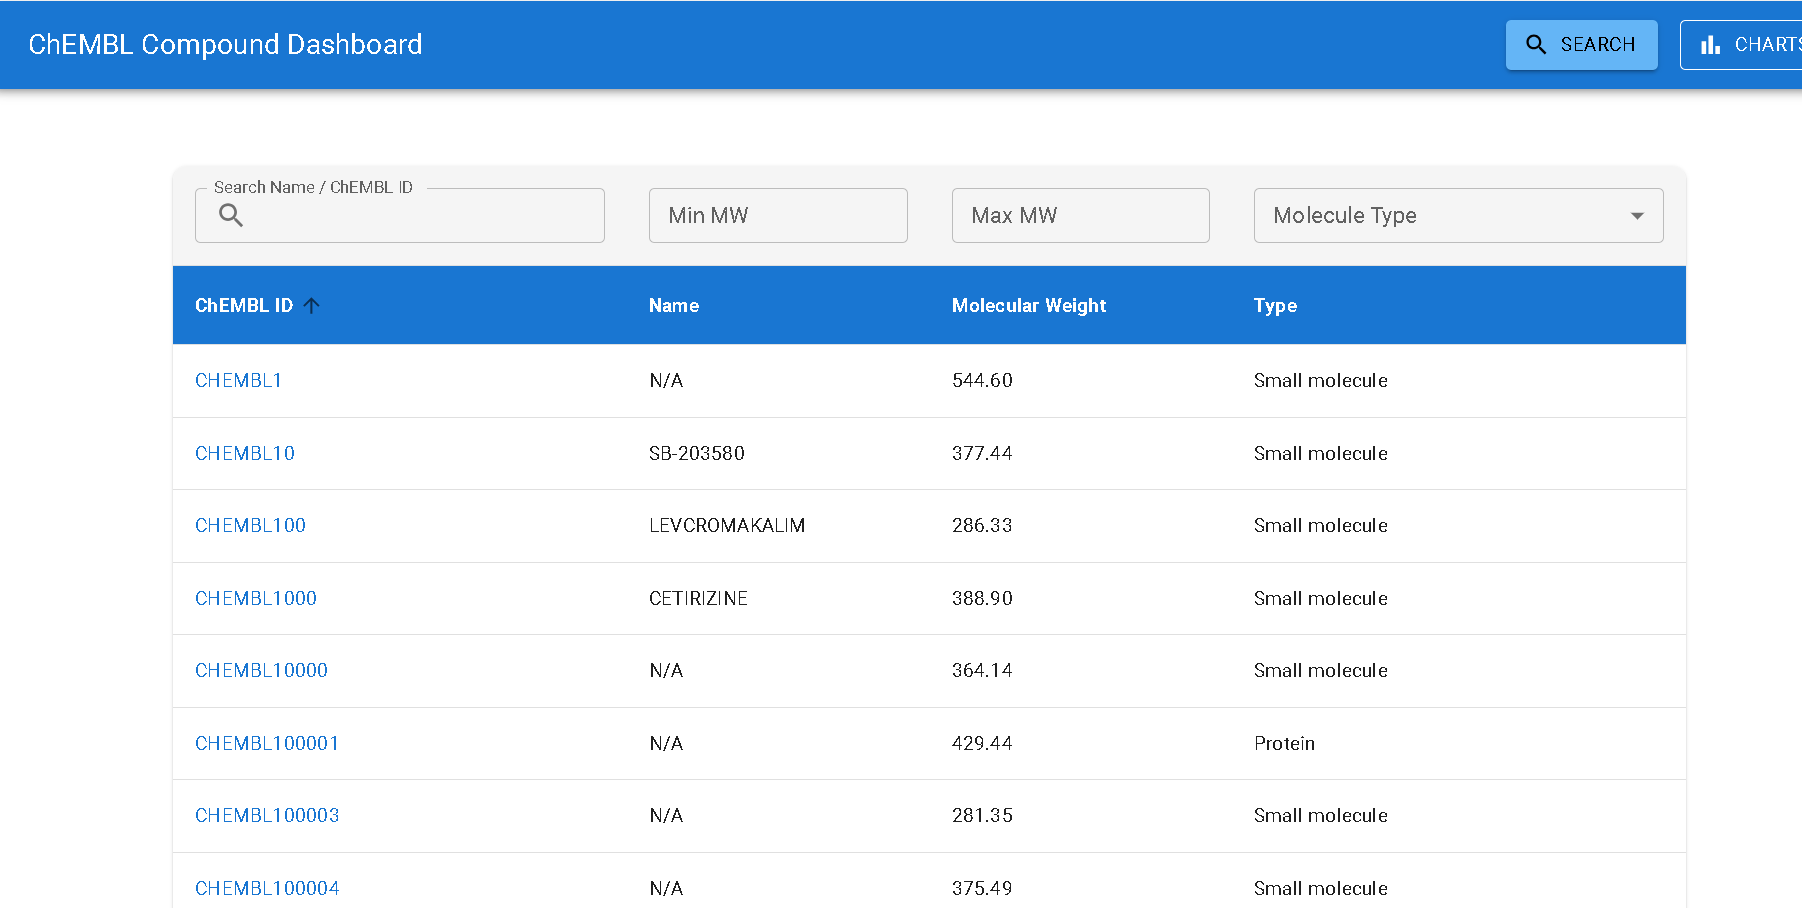 ChEMBL Compound Dashboard SEARCH CHARTS
Search Name / ChEMBL ID
Min MW Max MW Molecule Type
ChEMBL ID Name Molecular Weight Type
CHEMBL1 N/A 544.60 Small molecule
CHEMBL10 SB-203580 377.44 Small molecule
CHEMBL100 LEVCROMAKALIM 286.33 Small molecule
CHEMBL1000 CETIRIZINE 388.90 Small molecule
CHEMBL10000 N/A 364.14 Small molecule
CHEMBL100001 N/A 429.44 Protein
CHEMBL100003 N/A 281.35 Small molecule
CHEMBL100004 N/A 375.49 Small molecule